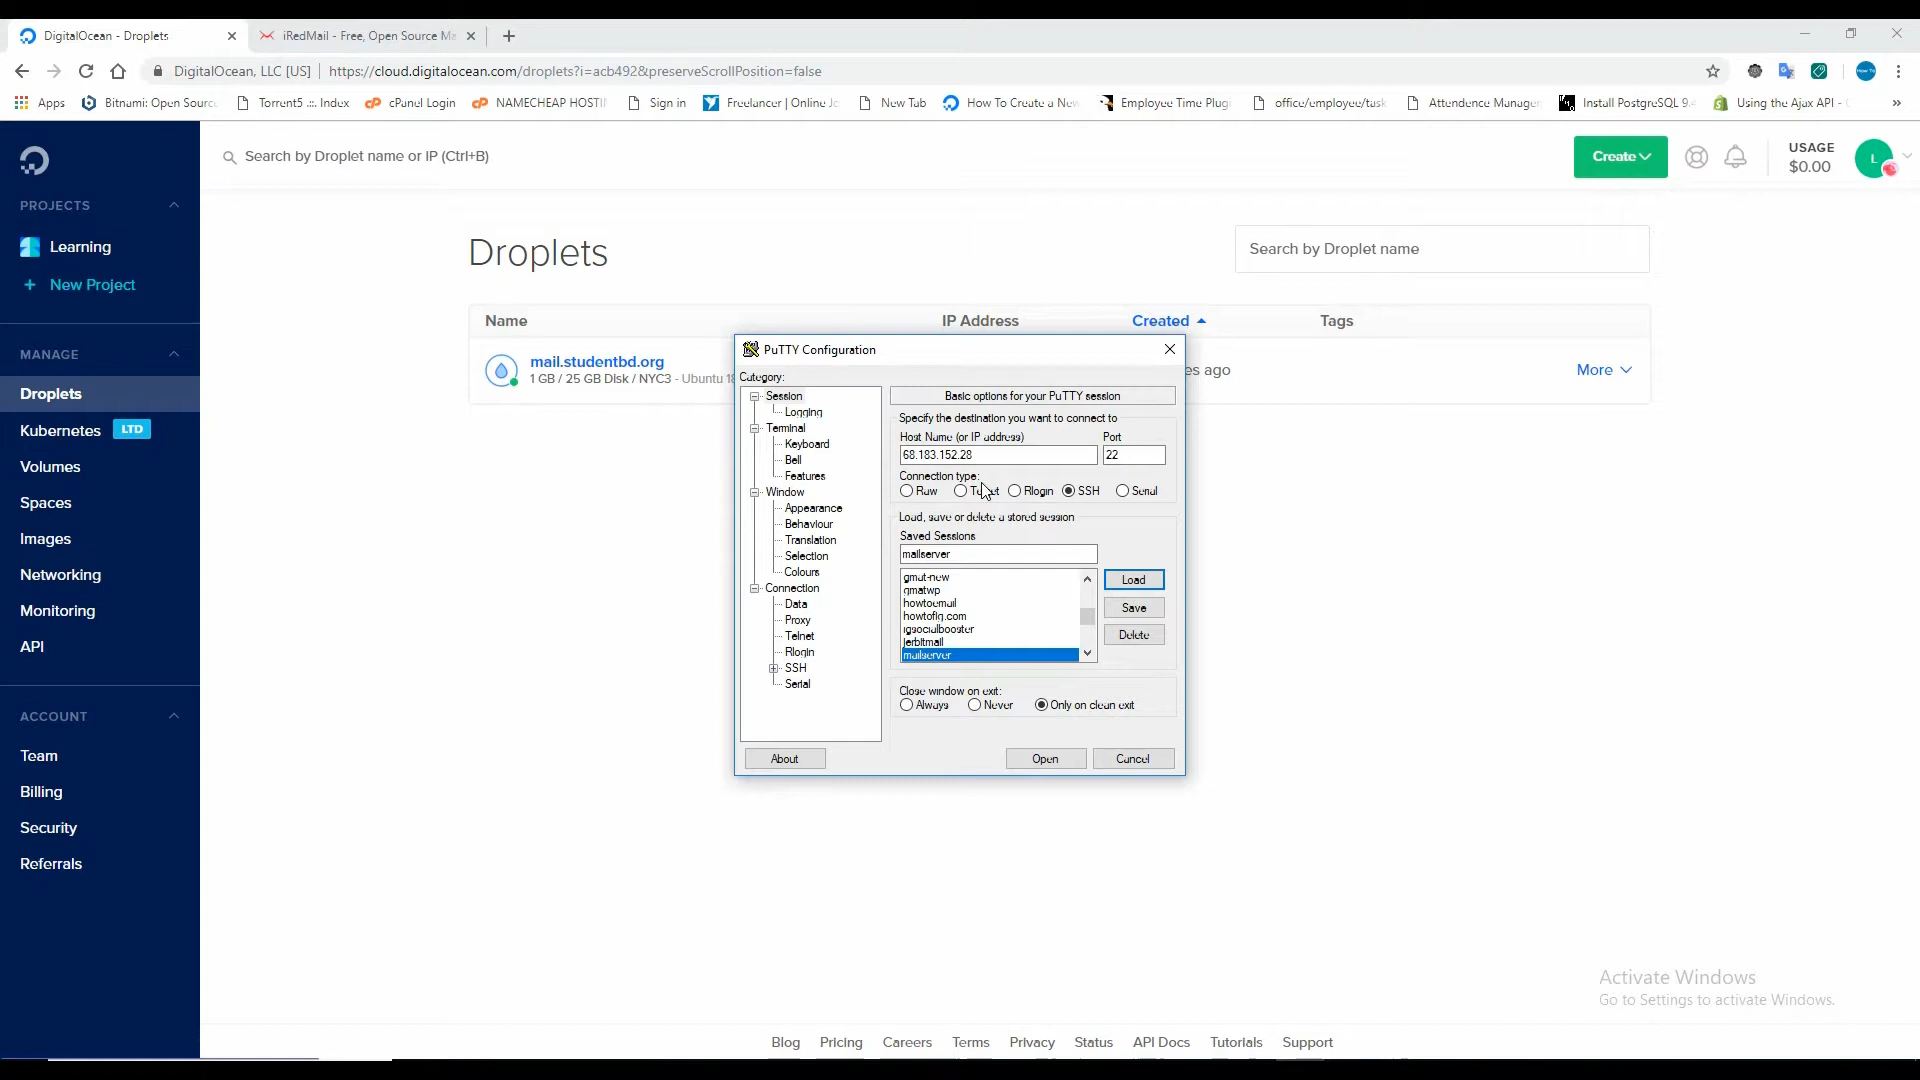 DigitalOcean - Droplets
iRedMail - Free, Open Source Ma
DigitalOcean, LLC [US]
https://cloud.digitalocean.com/droplets?i=acb492&preserveScrollPosition=false
Apps
Bitnami: Open Sourc
Torrent5 .::. Index
cPanel Login
NAMECHEAP HOSTI
Sign in
Freelancer | Online Jo
New Tab
How To Create a New
Employee Time Plug
office/employee/task
Attendence Manager
Install PostgreSQL 9.4
Using the Ajax API -
»
Search by Droplet name or IP (Ctrl+B)
Create
USAGE
$0.00
L
PROJECTS
Learning
+ New Project
MANAGE
Droplets
Kubernetes LTD
Volumes
Spaces
Images
Networking
Monitoring
API
ACCOUNT
Team
Billing
Security
Referrals
Droplets
Search by Droplet name
Name
IP Address
Created
Tags
mail.studentbd.org
1 GB / 25 GB Disk / NYC3 - Ubuntu 18
es ago
More
PuTTY Configuration
Category:
Session
Logging
Terminal
Keyboard
Bell
Features
Window
Appearance
Behaviour
Translation
Selection
Colours
Connection
Data
Proxy
Telnet
Rlogin
SSH
Serial
Basic options for your PuTTY session
Specify the destination you want to connect to
Host Name (or IP address)
Port
68.183.152.28
22
Connection type:
Raw
Telnet
Rlogin
SSH
Serial
Load, save or delete a stored session
Saved Sessions
mailserver
gmat-new
gmatwp
howtoemail
howtoflg.com
igsocialbooster
jerbitmail
mailserver
Load
Save
Delete
Close window on exit:
Always
Never
Only on clean exit
About
Open
Cancel
Activate Windows
Go to Settings to activate Windows.
Blog
Pricing
Careers
Terms
Privacy
Status
API Docs
Tutorials
Support